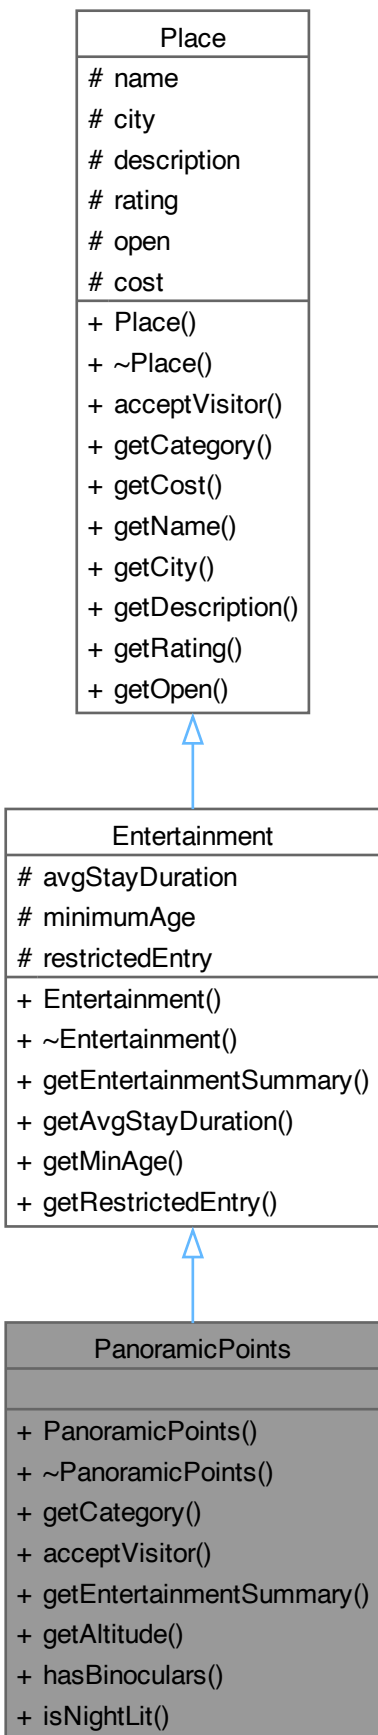 Place
# name
# city
# description
# rating
# open
# cost
+ Place()
+ ~Place()
+ acceptVisitor()
+ getCategory()
+ getCost()
+ getName()
+ getCity()
+ getDescription()
+ getRating()
+ getOpen()
Entertainment
# avgStayDuration
# minimumAge
# restrictedEntry
+ Entertainment()
+ ~Entertainment()
+ getEntertainmentSummary()
+ getAvgStayDuration()
+ getMinAge()
+ getRestrictedEntry()
PanoramicPoints
+ PanoramicPoints()
+ ~PanoramicPoints()
+ getCategory()
+ acceptVisitor()
+ getEntertainmentSummary()
+ getAltitude()
+ hasBinoculars()
+ isNightLit()